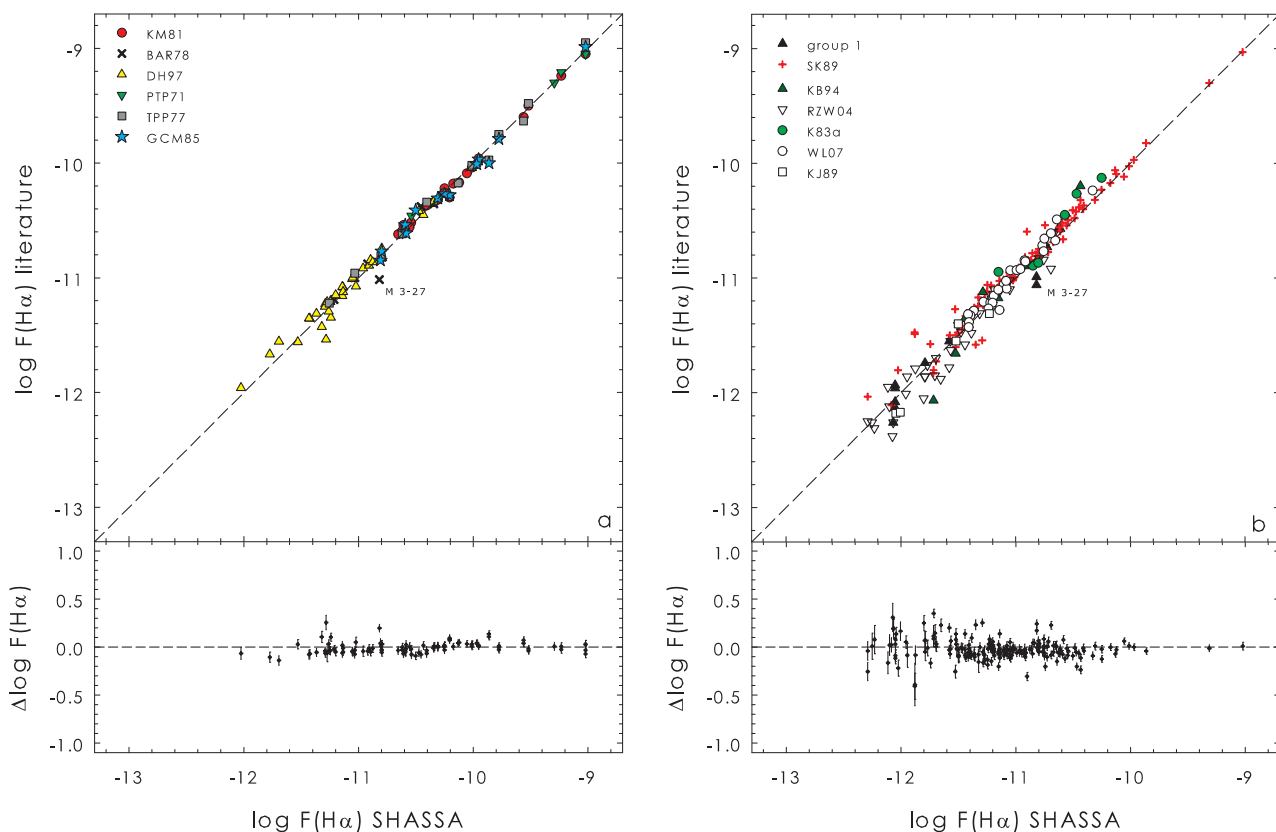 KM81
BAR78
DH97
PTP71
TPP77
GCM85
M 3-27
a
log F(Hα) literature
-9
-10
-11
-12
-13
Δlog F(Hα)
1.0
0.5
0.0
-0.5
-1.0
-13 -12 -11 -10 -9
log F(Hα) SHASSA
group 1
SK89
KB94
RZW04
K83a
WL07
KJ89
M 3-27
b
log F(Hα) literature
-9
-10
-11
-12
-13
Δlog F(Hα)
1.0
0.5
0.0
-0.5
-1.0
-13 -12 -11 -10 -9
log F(Hα) SHASSA